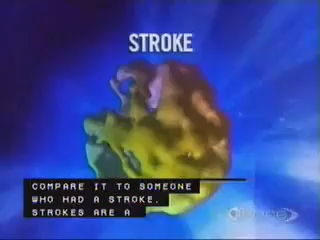 STROKE
COMPARE IT TO SOMEONE
WHO HAD A STROKE.
STROKES ARE A